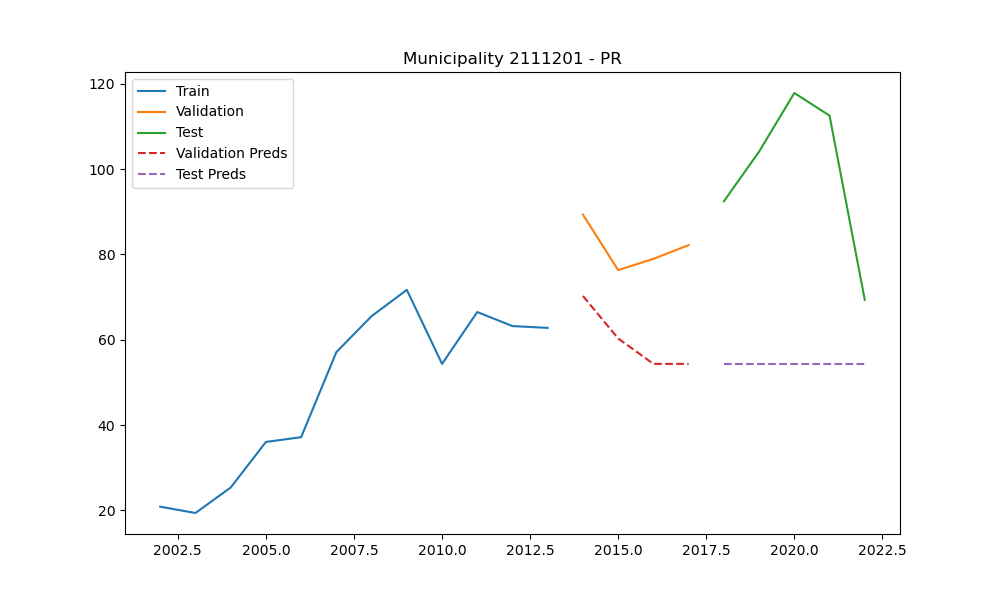 Municipality 2111201 - PR
120
100
80
60
40
20
Train
Validation
Test
Validation Preds
Test Preds
2002.5 2005.0 2007.5 2010.0 2012.5 2015.0 2017.5 2020.0 2022.5